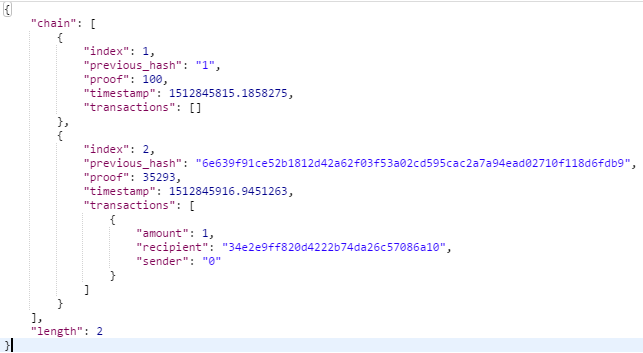 {
    "chain": [
        {
            "index": 1,
            "previous_hash": "1",
            "proof": 100,
            "timestamp": 1512845815.1858275,
            "transactions": []
        },
        {
            "index": 2,
            "previous_hash": "6e639f91ce52b1812d42a62f03f53a02cd595cac2a7a94ead02710f118d6fdb9",
            "proof": 35293,
            "timestamp": 1512845916.9451263,
            "transactions": [
                {
                    "amount": 1,
                    "recipient": "34e2e9ff820d4222b74da26c57086a10",
                    "sender": "0"
                }
            ]
        }
    ],
    "length": 2
}